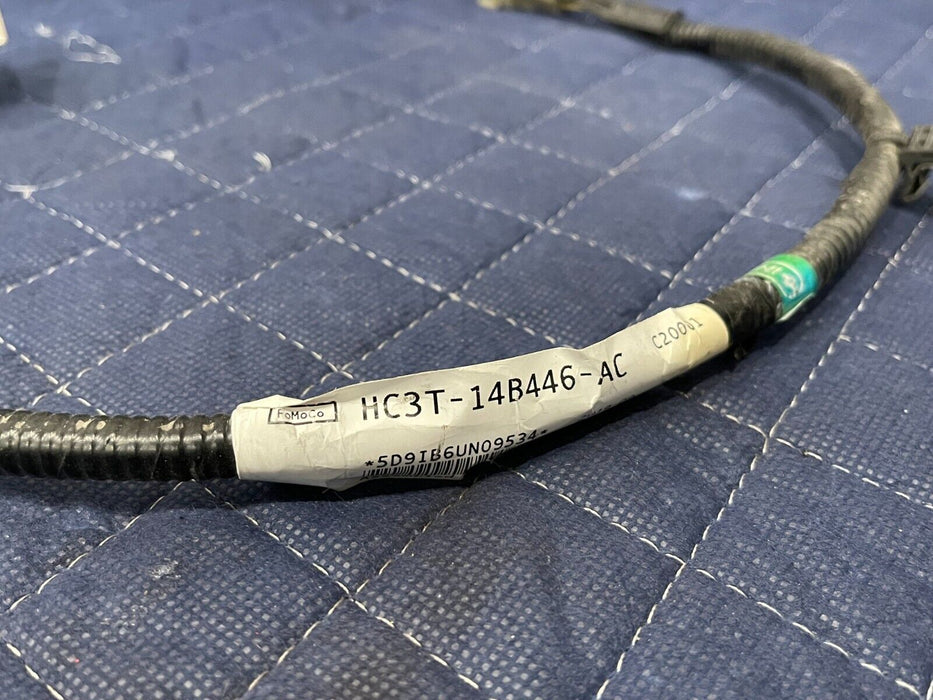 FoMoCo
HC3T-14B446-AC
C20001
*5D9IB6UN09534*